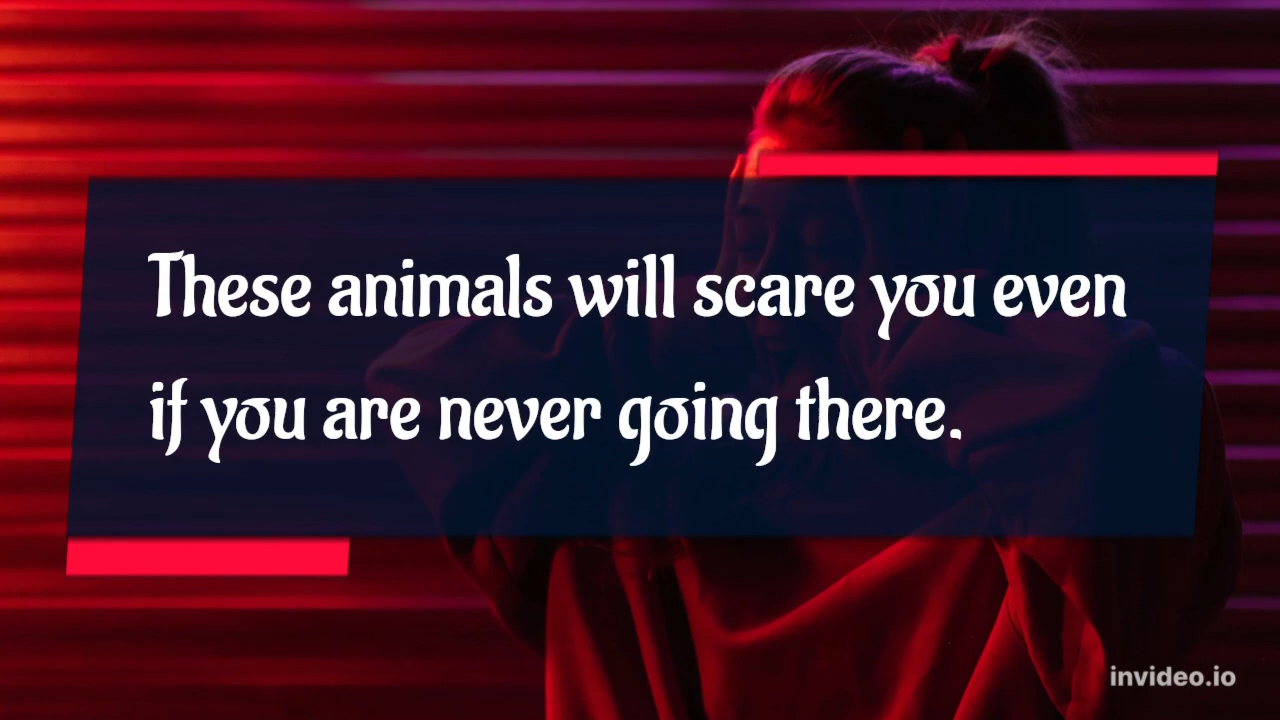 These animals will scare you even
if you are never going there.
invideo.io